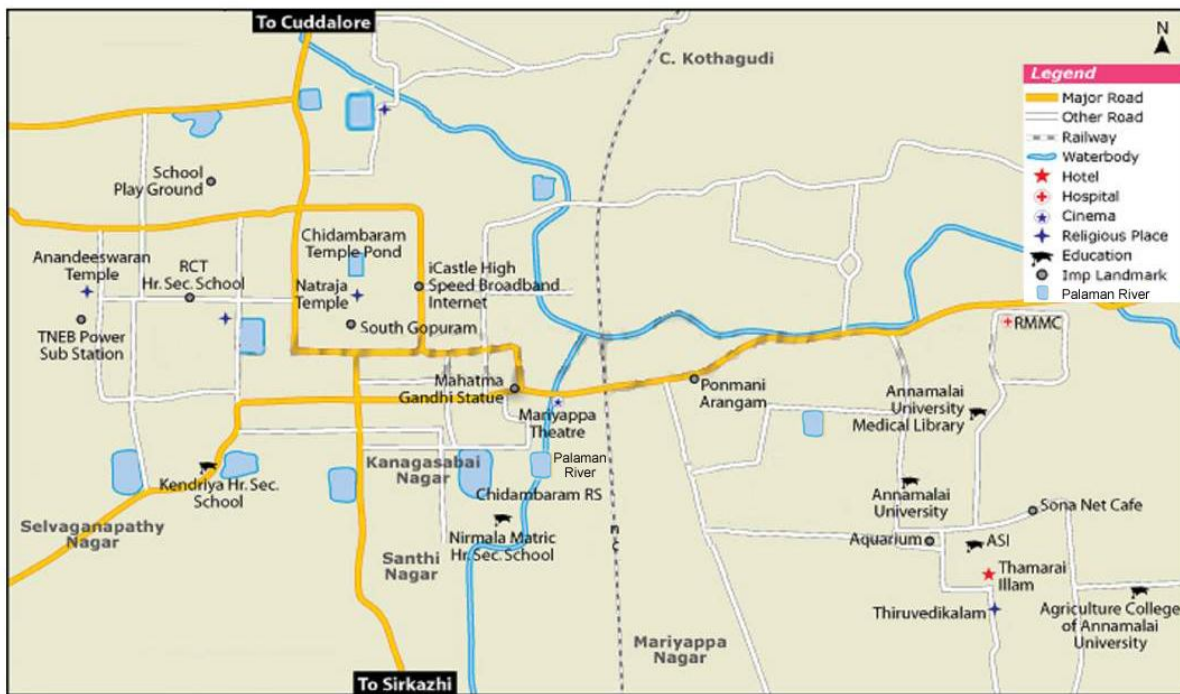 To Cuddalore
N
C. Kothagudi
Legend
Major Road
Other Road
Railway
Waterbody
Hotel
Hospital
Cinema
Religious Place
Education
Imp Landmark
Palaman River
School
Play Ground
Chidambaram
Temple Pond
Anandeeswaran
Temple
RCT
Hr. Sec. School
iCastle High
Speed Broadband
Internet
Natraja
Temple
South Gopuram
TNEB Power
Sub Station
RMMC
Mahatma
Gandhi Statue
Ponmani
Arangam
Mariyappa
Theatre
Annamalai
University
Medical Library
Kanagasabai
Nagar
Palaman
River
Kendriya Hr. Sec.
School
Chidambaram RS
Annamalai
University
Sona Net Cafe
Selvaganapathy
Nagar
Nirmala Matric
Hr. Sec. School
Aquarium
ASI
Santhi
Nagar
Thamarai
Illam
Thiruvedikalam
Agriculture College
of Annamalai
University
Mariyappa
Nagar
To Sirkazhi